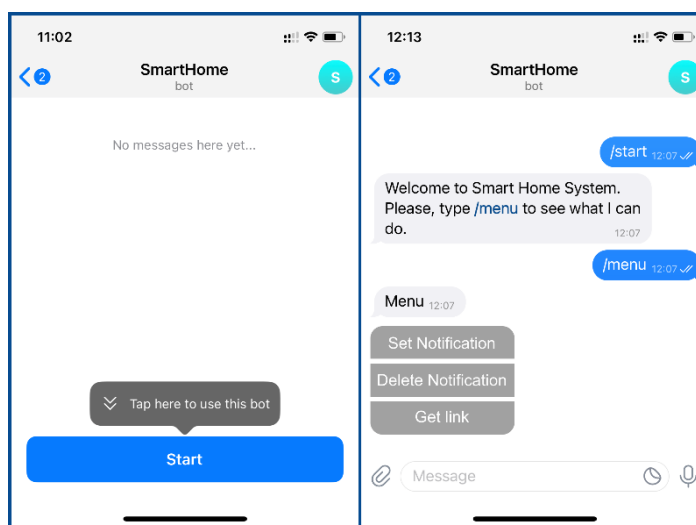 11:02
2
SmartHome
bot
S
No messages here yet...
Tap here to use this bot
Start
12:13
2
SmartHome
bot
S
/start 12:07
Welcome to Smart Home System.
Please, type /menu to see what I can
do.
12:07
/menu 12:07
Menu 12:07
Set Notification
Delete Notification
Get link
Message